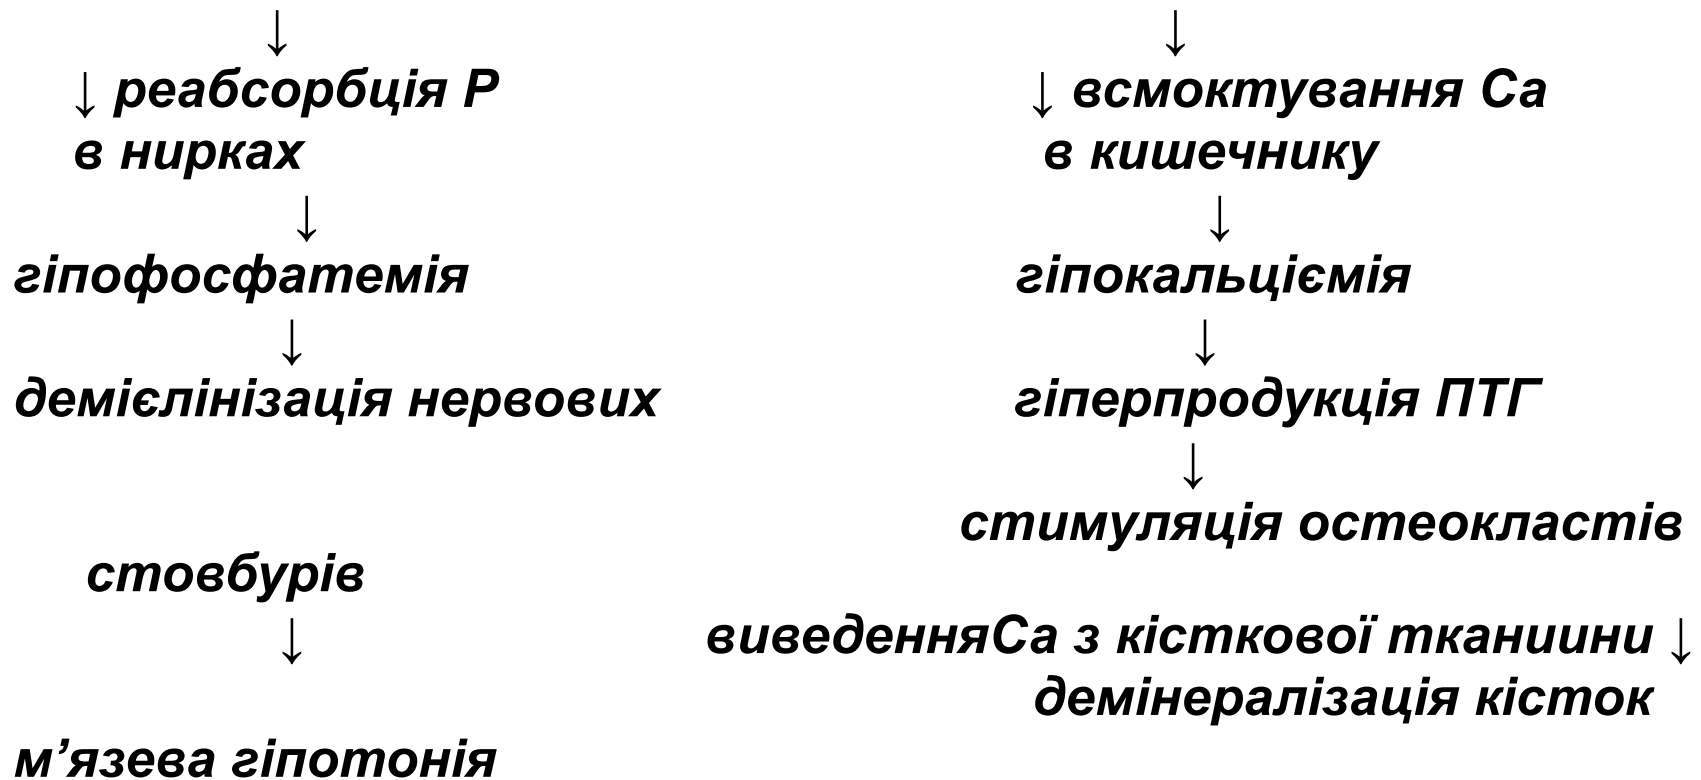 ↓ ↓
↓ реабсорбція Р ↓ всмоктування Са
в нирках в кишечнику
↓ ↓
гіпофосфатемія гіпокальціємія
↓ ↓
демієлінізація нервових гіперпродукція ПТГ
↓
стимуляція остеокластів
стовбурів
↓ виведенняСа з кісткової тканиини ↓
демінералізація кісток
м’язева гіпотонія